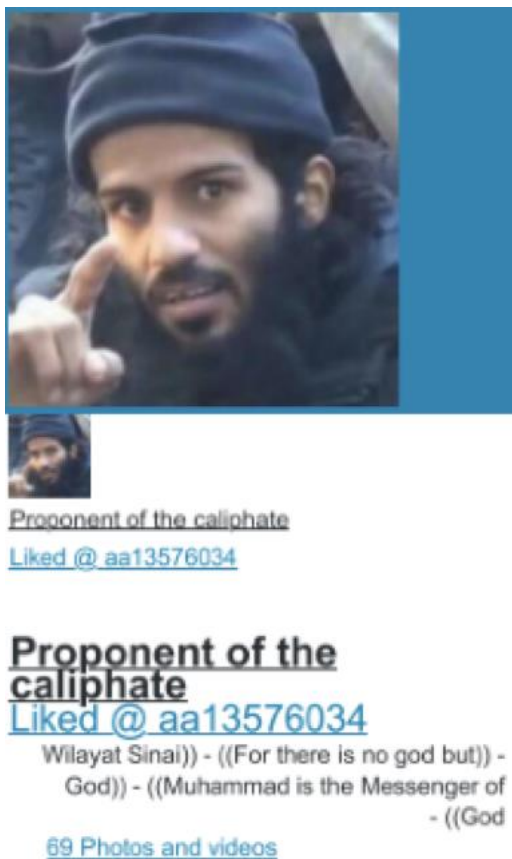 Proponent of the caliphate
Liked @ aa13576034
Proponent of the
caliphate
Liked @ aa13576034
Wilayat Sinai)) - ((For there is no god but)) -
God)) - ((Muhammad is the Messenger of
- ((God
69 Photos and videos